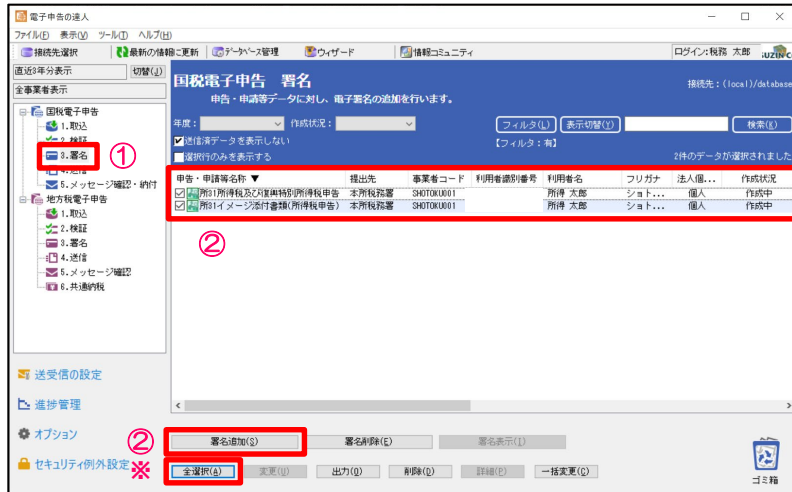 電子申告の達人
ファイル(F) 表示(V) ツール(T) ヘルプ(H)
接続先選択 最新の情報に更新 データベース管理 ウィザード 情報コミュニティ ログイン:税務 太郎
直近3年分表示 切替(J)
全事業者表示
国税電子申告
1.取込
2.検証
3.署名 ①
4.送信
5.メッセージ確認・納付
地方税電子申告
1.取込
2.検証
3.署名
4.送信
5.メッセージ確認
6.共通納税
送受信の設定
進捗管理
オプション
セキュリティ例外設定
国税電子申告 署名
申告・申請等データに対し、電子署名の追加を行います。
接続先:(local)/database
年度: 作成状況: フィルタ(L) 表示切替(Y) 検索(K)
送信済データを表示しない 【フィルタ:有】
選択行のみを表示する 2件のデータが選択されました
申告・申請等名称 ▼ 提出先 事業者コード 利用者識別番号 利用者名 フリガナ 法人個... 作成状況
所31所得税及び復興特別所得税申告 本所税務署 SHOTOKU001 所得 太郎 ショト... 個人 作成中
所31イメージ添付書類(所得税申告) 本所税務署 SHOTOKU001 所得 太郎 ショト... 個人 作成中
②
② 署名追加(S) 署名削除(E) 署名表示(I)
※ 全選択(A) 変更(U) 出力(O) 削除(D) 詳細(P) 一括変更(C)
ゴミ箱